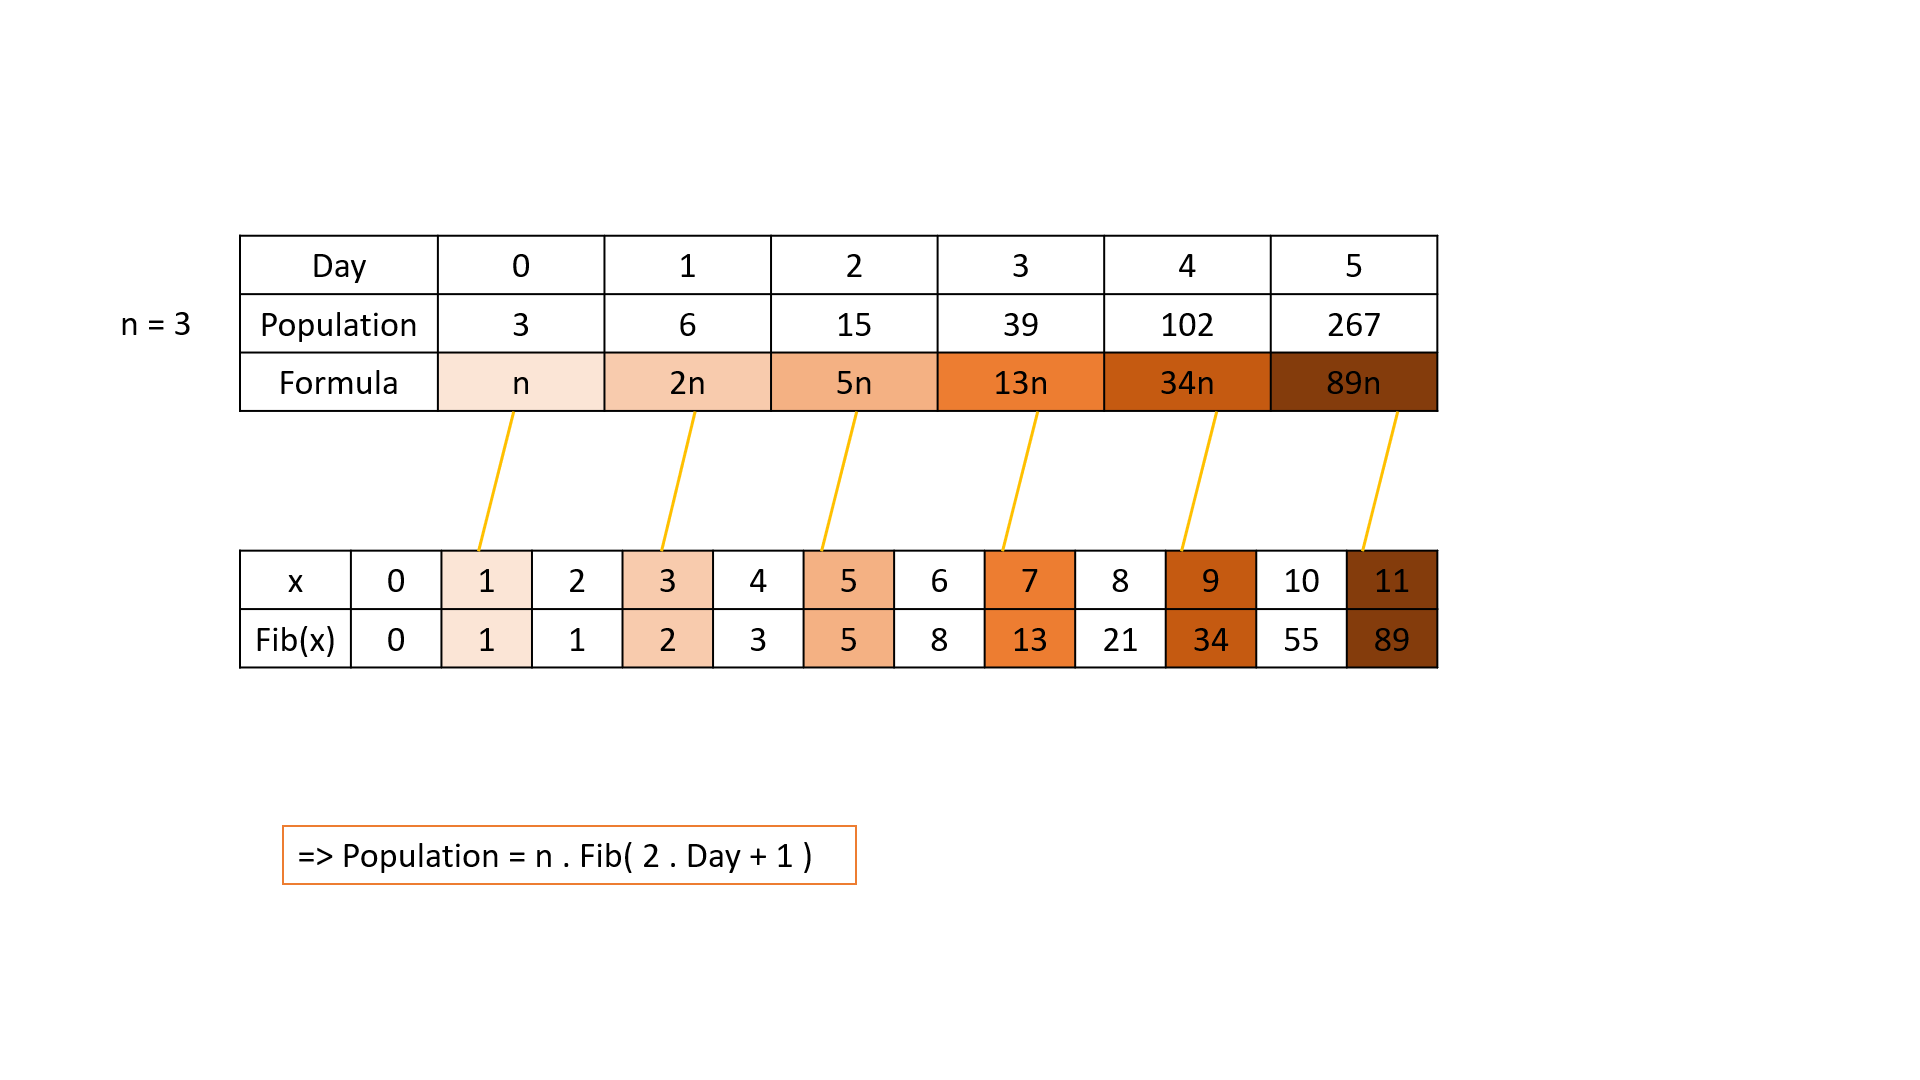 Day 0 1 2 3 4 5
n = 3 Population 3 6 15 39 102 267
Formula n 2n 5n 13n 34n 89n
x 0 1 2 3 4 5 6 7 8 9 10 11
Fib(x) 0 1 1 2 3 5 8 13 21 34 55 89
=> Population = n . Fib( 2 . Day + 1 )